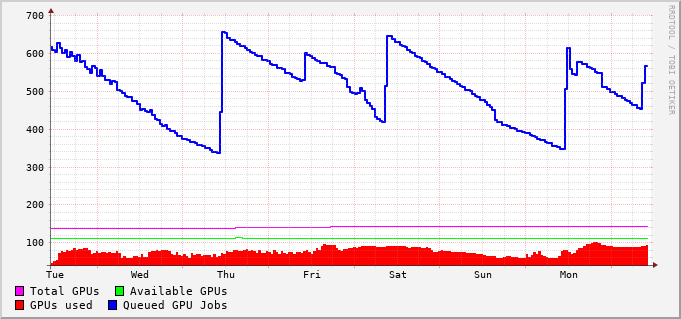 700
600
500
400
300
200
100
Tue Wed Thu Fri Sat Sun Mon
Total GPUs Available GPUs
GPUs used Queued GPU Jobs
RRDTOOL / TOBI OETIKER